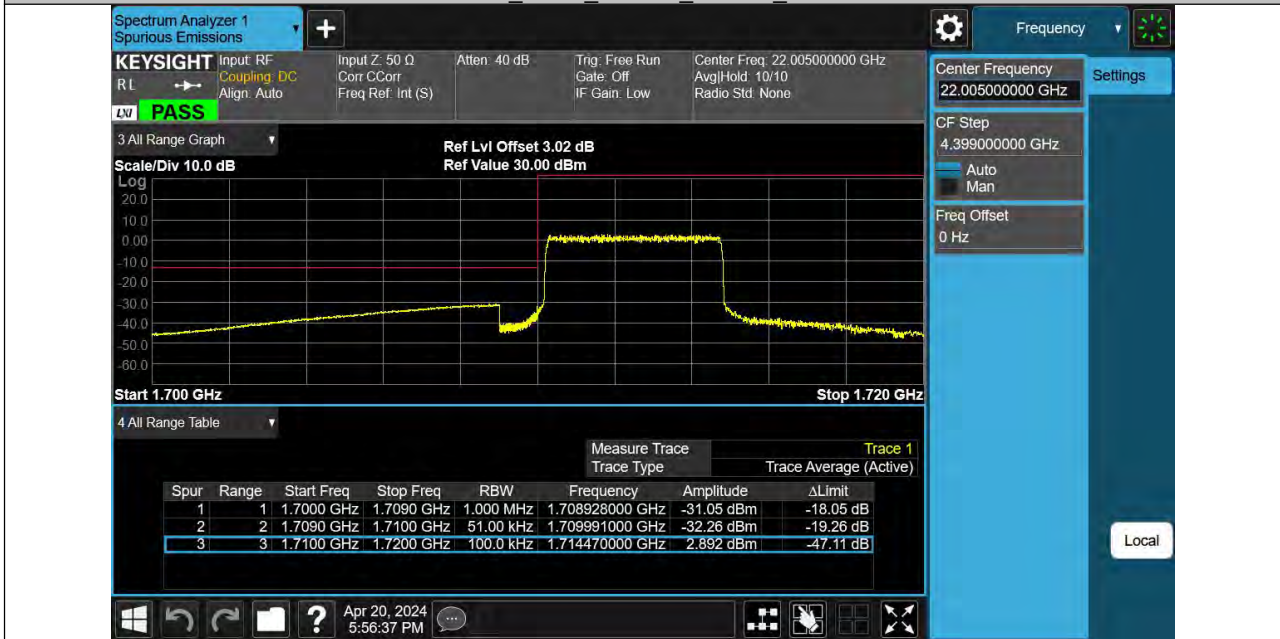 Spectrum Analyzer 1
Spurious Emissions
+
Frequency
KEYSIGHT
RL
LXI PASS
Input: RF
Coupling: DC
Align: Auto
Input Z: 50 Ω
Corr CCorr
Freq Ref: Int (S)
Atten: 40 dB
Trig: Free Run
Gate: Off
IF Gain: Low
Center Freq: 22.005000000 GHz
Avg|Hold: 10/10
Radio Std: None
Center Frequency
22.005000000 GHz
Settings
CF Step
4.399000000 GHz
Auto
Man
Freq Offset
0 Hz
3 All Range Graph
Scale/Div 10.0 dB
Ref Lvl Offset 3.02 dB
Ref Value 30.00 dBm
Log
20.0
10.0
0.00
-10.0
-20.0
-30.0
-40.0
-50.0
-60.0
Start 1.700 GHz Stop 1.720 GHz
4 All Range Table
Measure Trace Trace 1
Trace Type Trace Average (Active)
Spur Range Start Freq Stop Freq RBW Frequency Amplitude ΔLimit
1 1 1.7000 GHz 1.7090 GHz 1.000 MHz 1.708928000 GHz -31.05 dBm -18.05 dB
2 2 1.7090 GHz 1.7100 GHz 51.00 kHz 1.709991000 GHz -32.26 dBm -19.26 dB
3 3 1.7100 GHz 1.7200 GHz 100.0 kHz 1.714470000 GHz 2.892 dBm -47.11 dB
Local
?
Apr 20, 2024
5:56:37 PM